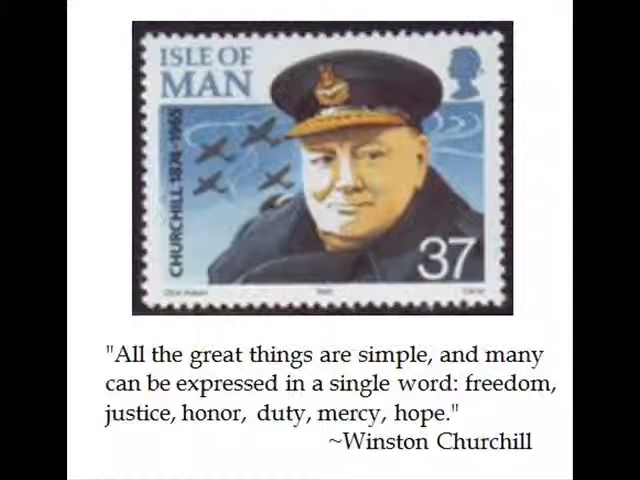 ISLE OF
MAN
CHURCHILL 1874-1965
37
"All the great things are simple, and many
can be expressed in a single word: freedom,
justice, honor, duty, mercy, hope."
~Winston Churchill